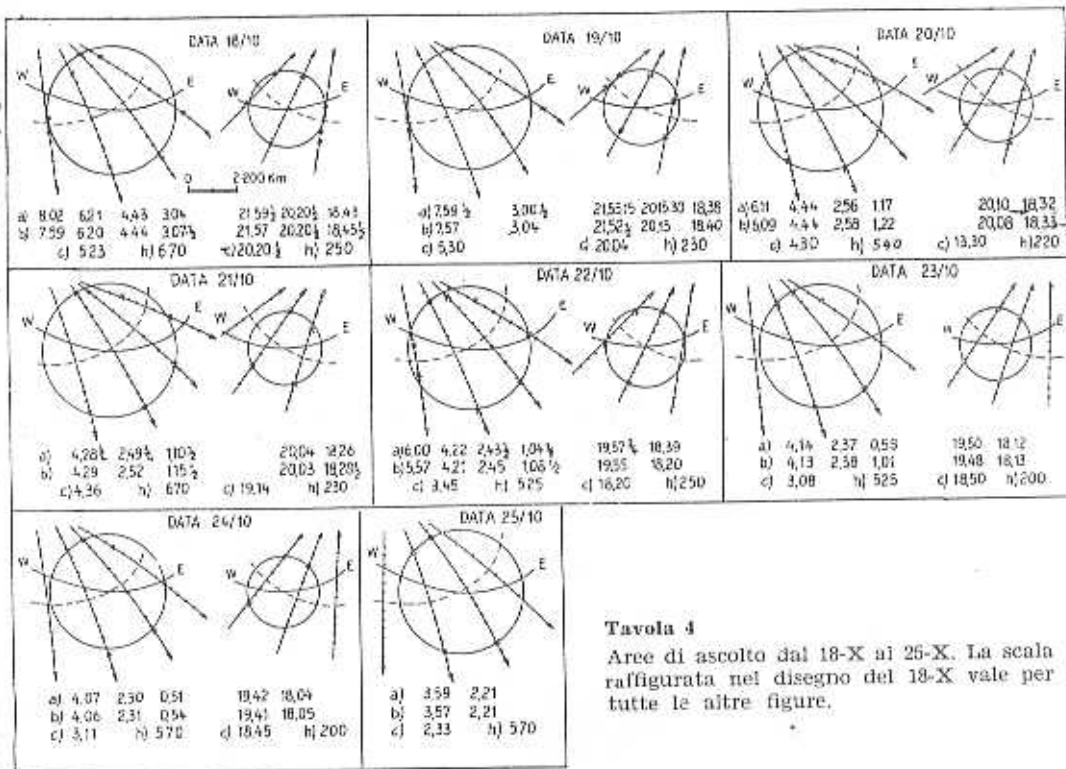 DATA 18/10
W E
W E
0 2.200 Km
a) 8.02 6.21 4.43 3.04 21.59½ 20.20½ 18.43
b) 7.59 6.20 4.44 3.07½ 21.57 20.20½ 18.45½
c) 5.23 h) 670 c) 20.20½ h) 250
DATA 19/10
W E
W E
a) 7.59½ 3.00½ 21.53.15 20.15.30 18.38
b) 7.57 3.04 21.52½ 20.15 18.40
c) 5.30 d) 20.04 h) 230
DATA 20/10
W E
W E
a) 6.11 4.44 2.56 1.17 20.10 18.32
b) 6.09 4.44 2.58 1.22 20.08 18.33
c) 4.30 h) 540 c) 13.30 h) 220
DATA 21/10
W E
W E
a) 4.28½ 2.49½ 1.10½ 20.04 18.26
b) 4.29 2.52 1.15½ 20.03 18.28½
c) 4.36 h) 670 c) 19.14 h) 230
DATA 22/10
W E
W E
a) 6.00 4.22 2.43½ 1.04½ 19.57¾ 18.39
b) 5.57 4.21 2.45 1.08½ 19.55 18.20
c) 3.45 h) 525 c) 18.20 h) 250
DATA 23/10
W E
W E
a) 4.14 2.37 0.56 19.50 18.12
b) 4.13 2.38 1.01 19.48 18.13
c) 3.08 h) 525 c) 18.50 h) 200
DATA 24/10
W E
W E
a) 4.07 2.30 0.51 19.42 18.04
b) 4.06 2.31 0.54 19.41 18.05
c) 3.11 h) 570 c) 18.45 h) 200
DATA 25/10
W E
a) 3.59 2.21
b) 3.57 2.21
c) 2.33 h) 570
Tavola 4
Aree di ascolto dal 18-X al 25-X. La scala
raffigurata nel disegno del 18-X vale per
tutte le altre figure.